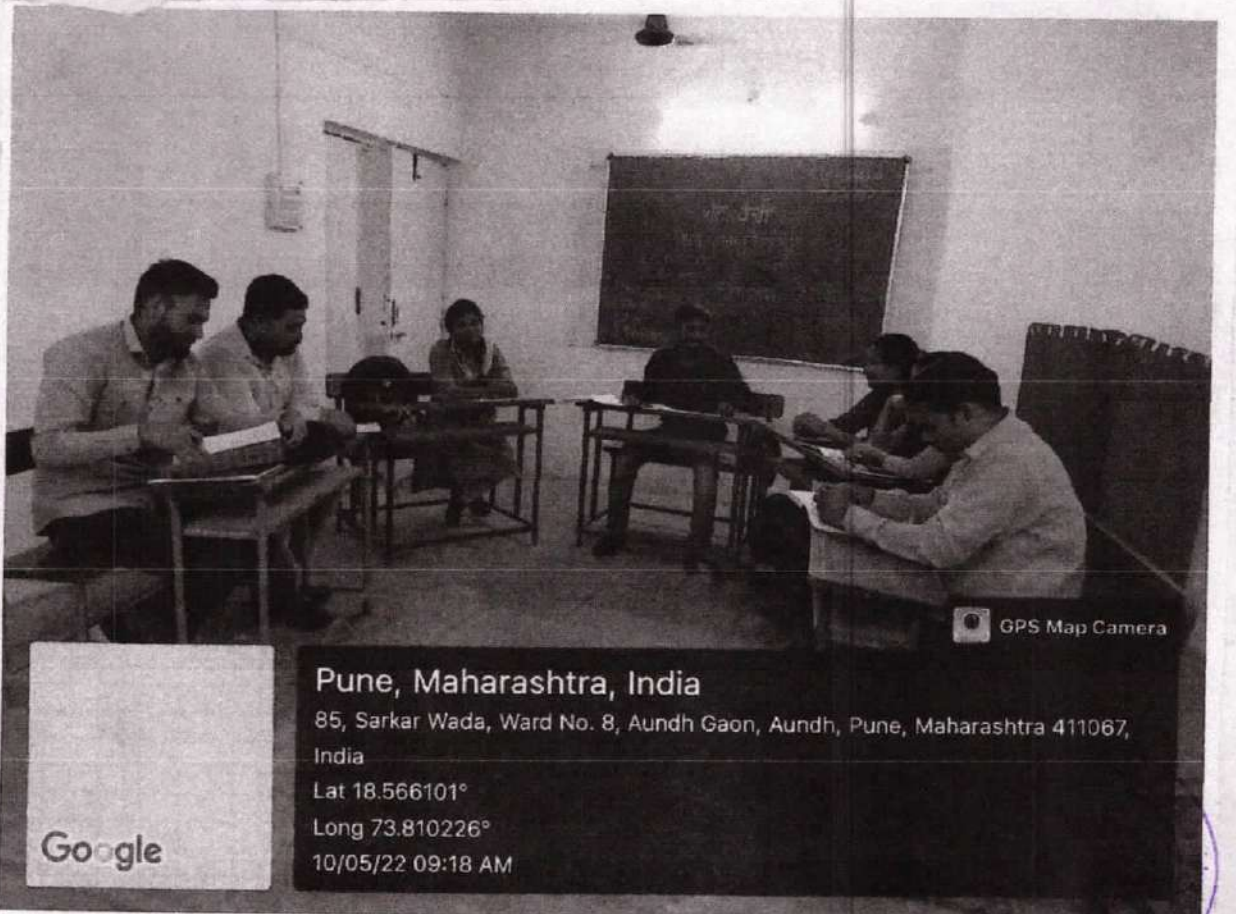 GPS Map Camera
Pune, Maharashtra, India
85, Sarkar Wada, Ward No. 8, Aundh Gaon, Aundh, Pune, Maharashtra 411067,
India
Lat 18.566101°
Long 73.810226°
10/05/22 09:18 AM
Google